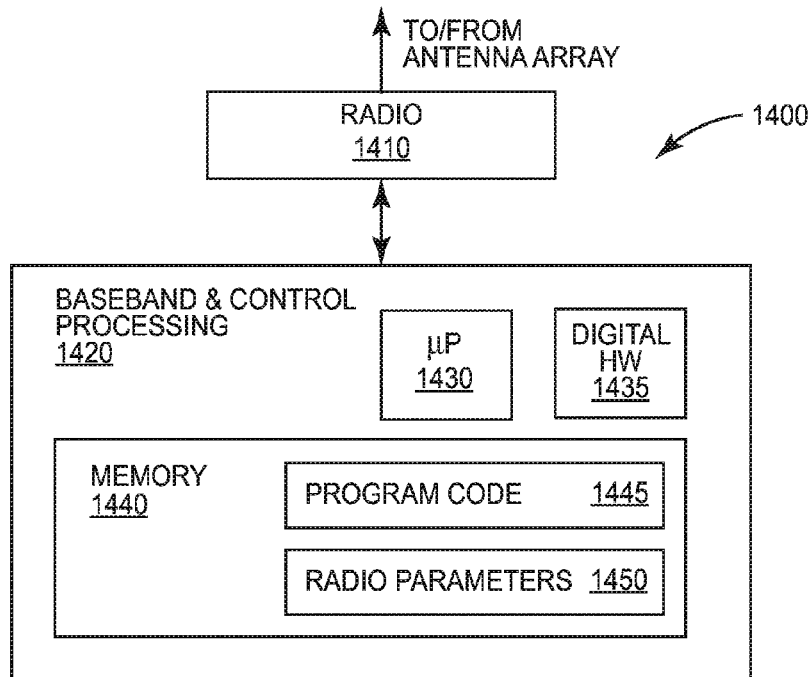 TO/FROM
ANTENNA ARRAY
RADIO
1410
1400
BASEBAND & CONTROL
PROCESSING
1420
μP
1430
DIGITAL
HW
1435
MEMORY
1440
PROGRAM CODE 1445
RADIO PARAMETERS 1450